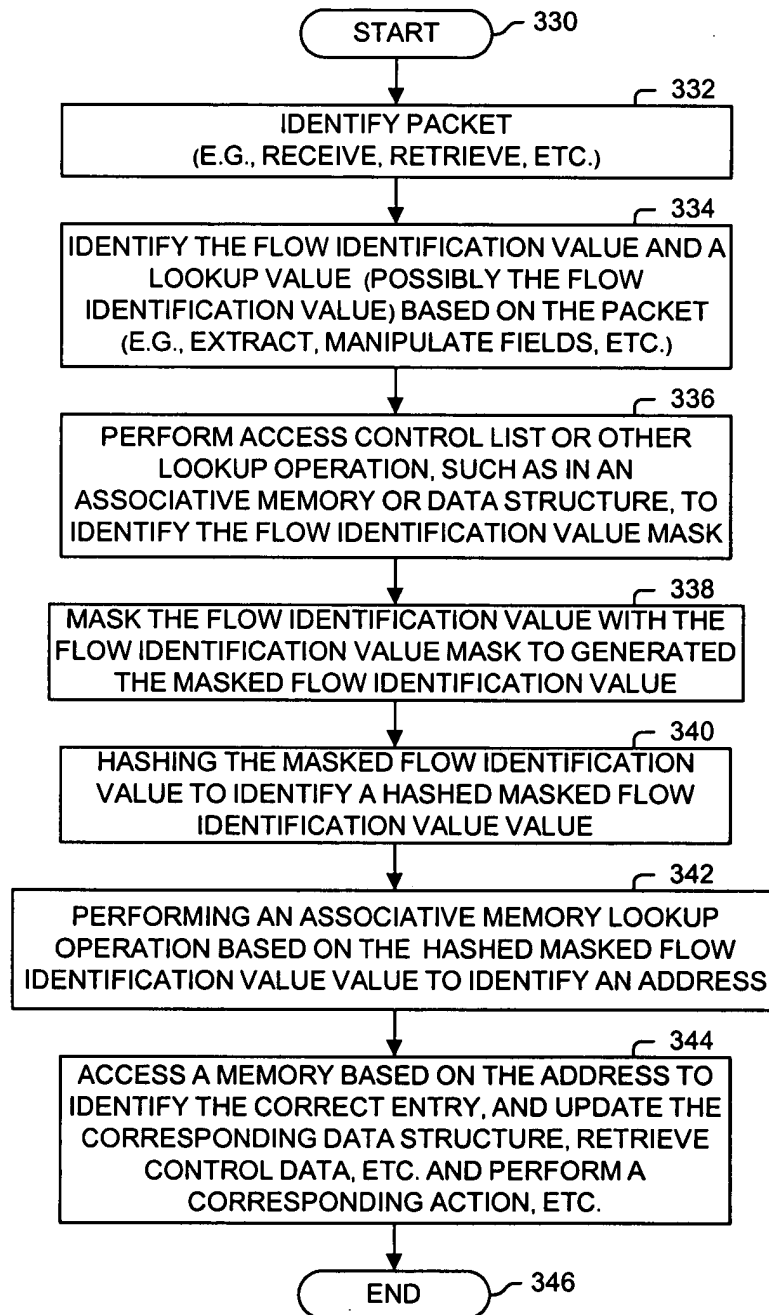 START
330
332
IDENTIFY PACKET
(E.G., RECEIVE, RETRIEVE, ETC.)
334
IDENTIFY THE FLOW IDENTIFICATION VALUE AND A
LOOKUP VALUE (POSSIBLY THE FLOW
IDENTIFICATION VALUE) BASED ON THE PACKET
(E.G., EXTRACT, MANIPULATE FIELDS, ETC.)
336
PERFORM ACCESS CONTROL LIST OR OTHER
LOOKUP OPERATION, SUCH AS IN AN
ASSOCIATIVE MEMORY OR DATA STRUCTURE, TO
IDENTIFY THE FLOW IDENTIFICATION VALUE MASK
338
MASK THE FLOW IDENTIFICATION VALUE WITH THE
FLOW IDENTIFICATION VALUE MASK TO GENERATED
THE MASKED FLOW IDENTIFICATION VALUE
340
HASHING THE MASKED FLOW IDENTIFICATION
VALUE TO IDENTIFY A HASHED MASKED FLOW
IDENTIFICATION VALUE VALUE
342
PERFORMING AN ASSOCIATIVE MEMORY LOOKUP
OPERATION BASED ON THE HASHED MASKED FLOW
IDENTIFICATION VALUE VALUE TO IDENTIFY AN ADDRESS
344
ACCESS A MEMORY BASED ON THE ADDRESS TO
IDENTIFY THE CORRECT ENTRY, AND UPDATE THE
CORRESPONDING DATA STRUCTURE, RETRIEVE
CONTROL DATA, ETC. AND PERFORM A
CORRESPONDING ACTION, ETC.
END
346